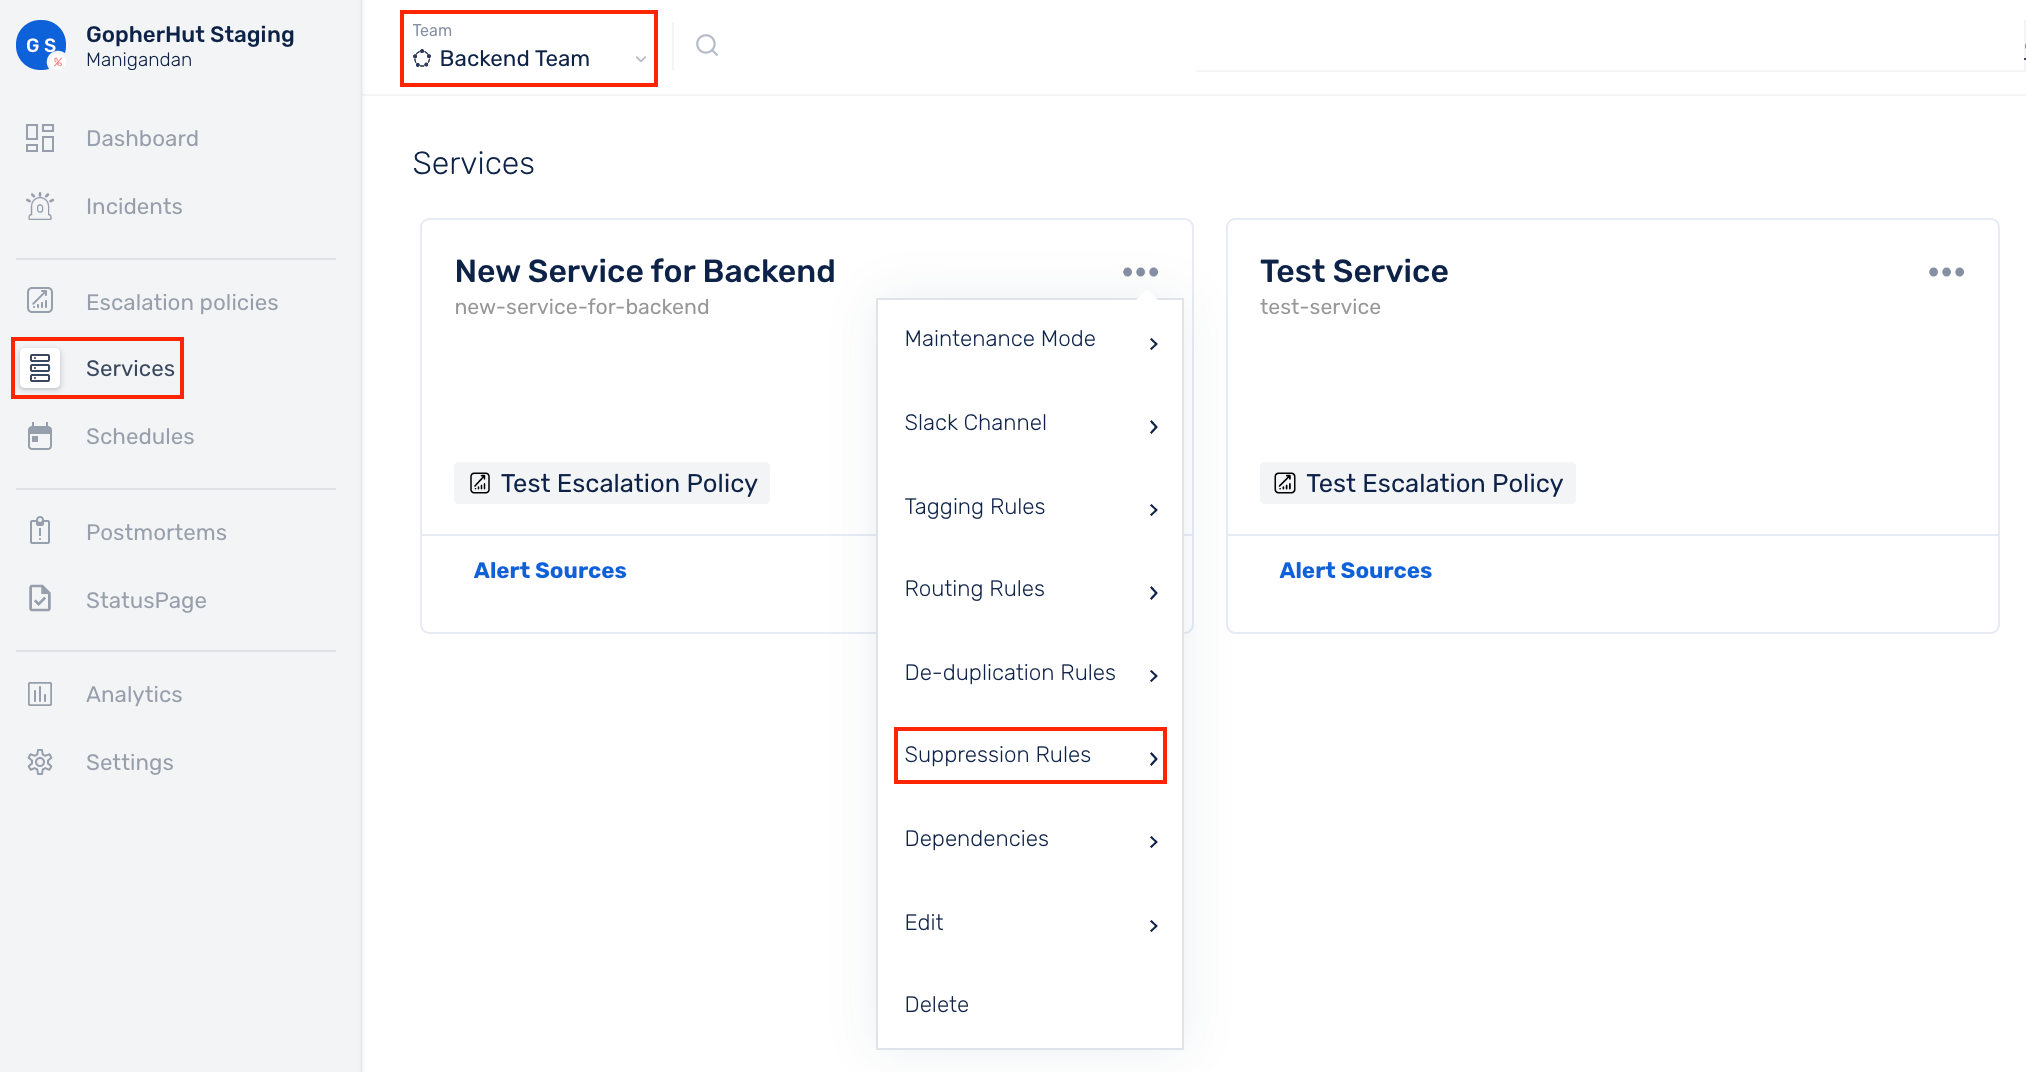 G S
%
GopherHut Staging
Manigandan
Dashboard
Incidents
Escalation policies
Services
Schedules
Postmortems
StatusPage
Analytics
Settings
Team
Backend Team
Services
New Service for Backend
new-service-for-backend
Test Escalation Policy
Alert Sources
Maintenance Mode
Slack Channel
Tagging Rules
Routing Rules
De-duplication Rules
Suppression Rules
Dependencies
Edit
Delete
Test Service
test-service
Test Escalation Policy
Alert Sources